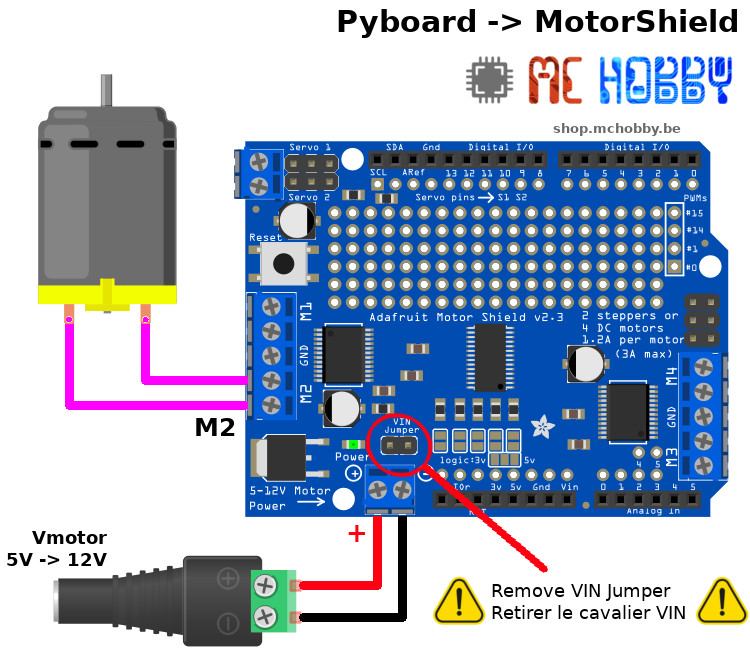 Pyboard -> MotorShield
MC HOBBY
shop.mchobby.be
Servo 1
SDA Gnd Digital I/O
Digital I/O
SCL ARef 13 12 11 10 9 8
7 6 5 4 3 2 1 0
Servo 2
Servo pins → S1 S2
PWMs
#15
#14
#1
#0
Reset
Adafruit Motor Shield v2.3
2 steppers or
4 DC motors
1.2A per motor
(3A max)
M1
GND
M2
M4
GND
M3
M2
VIN
Jumper
Power
logic:3v
5v
5-12V Motor
Power →
+
-
IOr 3v 5v Gnd Vin
4 5
2 3
0 1 2 3 4 5
Analog In
+
Vmotor
5V -> 12V
+
-
Remove VIN Jumper
Retirer le cavalier VIN